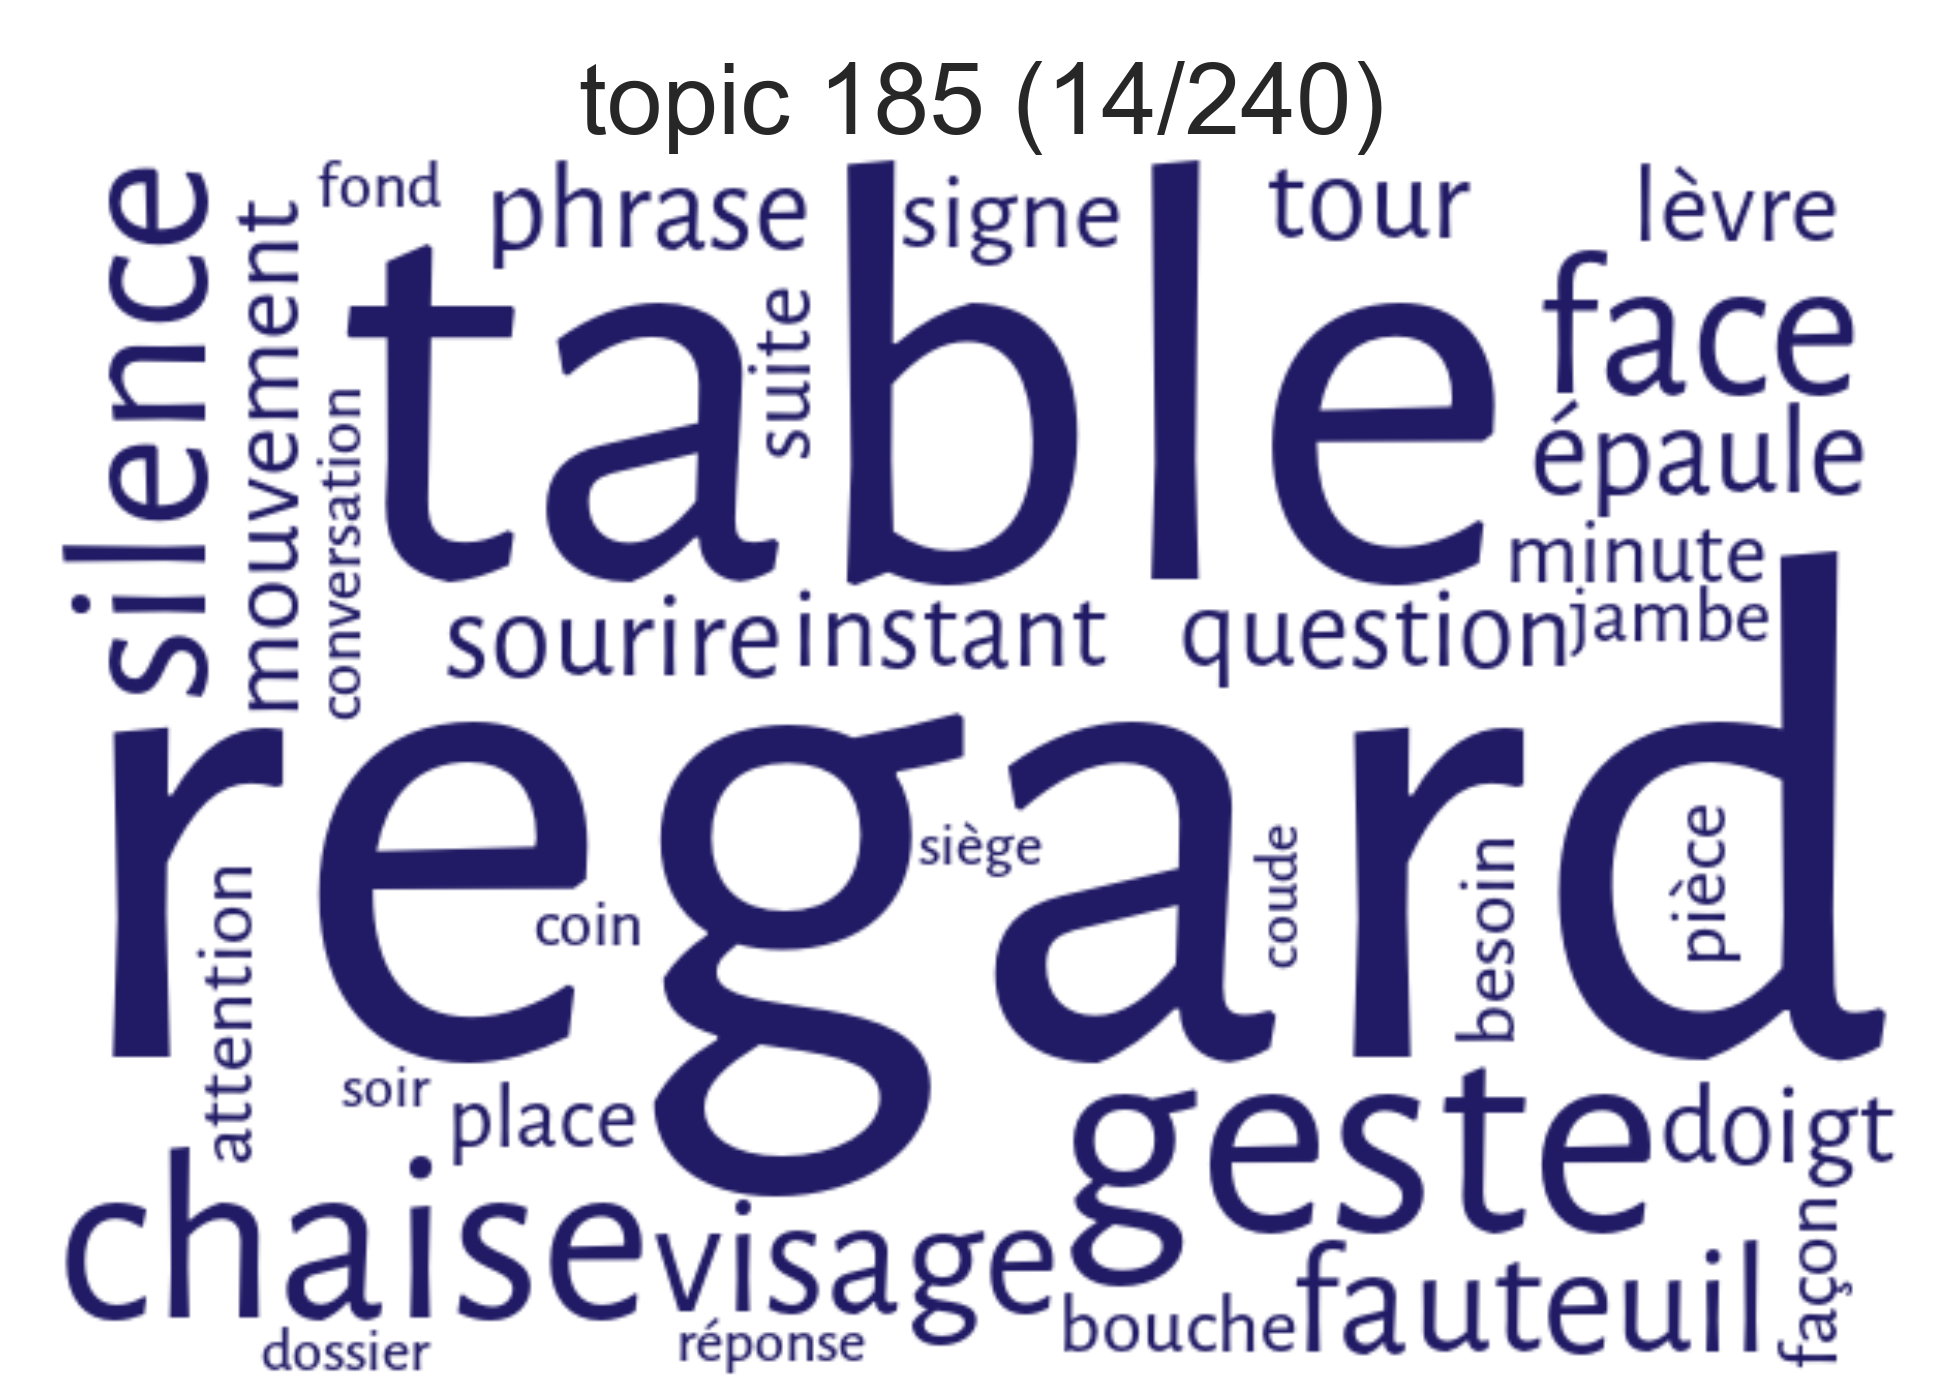 topic 185 (14/240)
silence
mouvement
fond
phrase
signe
tour
lèvre
table
suite
face
épaule
conversation
minute
jambe
sourire
instant
question
regard
siège
coude
pièce
besoin
coin
attention
soir
place
geste
doigt
chaise
visage
façon
fauteuil
bouche
dossier
réponse